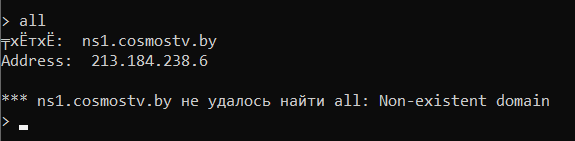 > all
╤хЁтхЁ:  ns1.cosmostv.by
Address:  213.184.238.6
*** ns1.cosmostv.by не удалось найти all: Non-existent domain
>